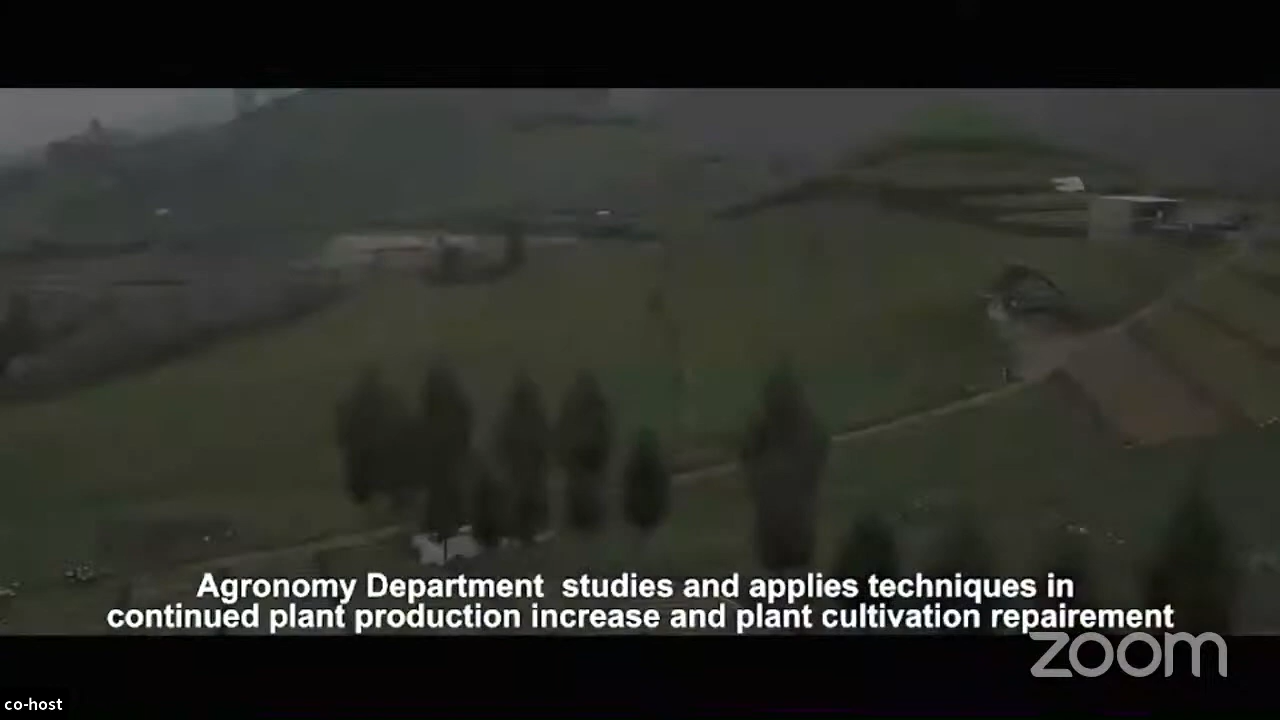 Agronomy Department studies and applies techniques in
continued plant production increase and plant cultivation repairement
zoom
co-host